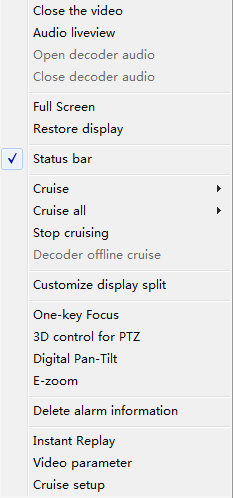 Close the video
Audio liveview
Open decoder audio
Close decoder audio
Full Screen
Restore display
Status bar
Cruise
Cruise all
Stop cruising
Decoder offline cruise
Customize display split
One-key Focus
3D control for PTZ
Digital Pan-Tilt
E-zoom
Delete alarm information
Instant Replay
Video parameter
Cruise setup